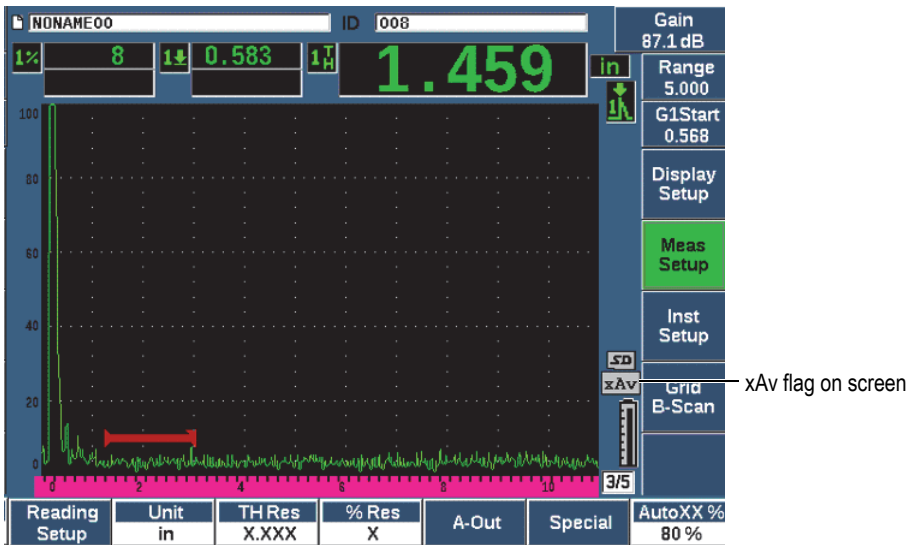 NONAME00 ID 008
Gain
87.1 dB
1% 8 1 0.583 1 T H 1.459 in
Range
5.000
1
G1Start
0.568
Display
Setup
Meas
Setup
Inst
Setup
SD
xAv
xAv flag on screen
Grid
B-Scan
3/5
100
80
60
40
20
0
0 2 4 6 8 10
Reading
Setup
Unit
in
TH Res
X.XXX
% Res
X
A-Out
Special
AutoXX %
80 %